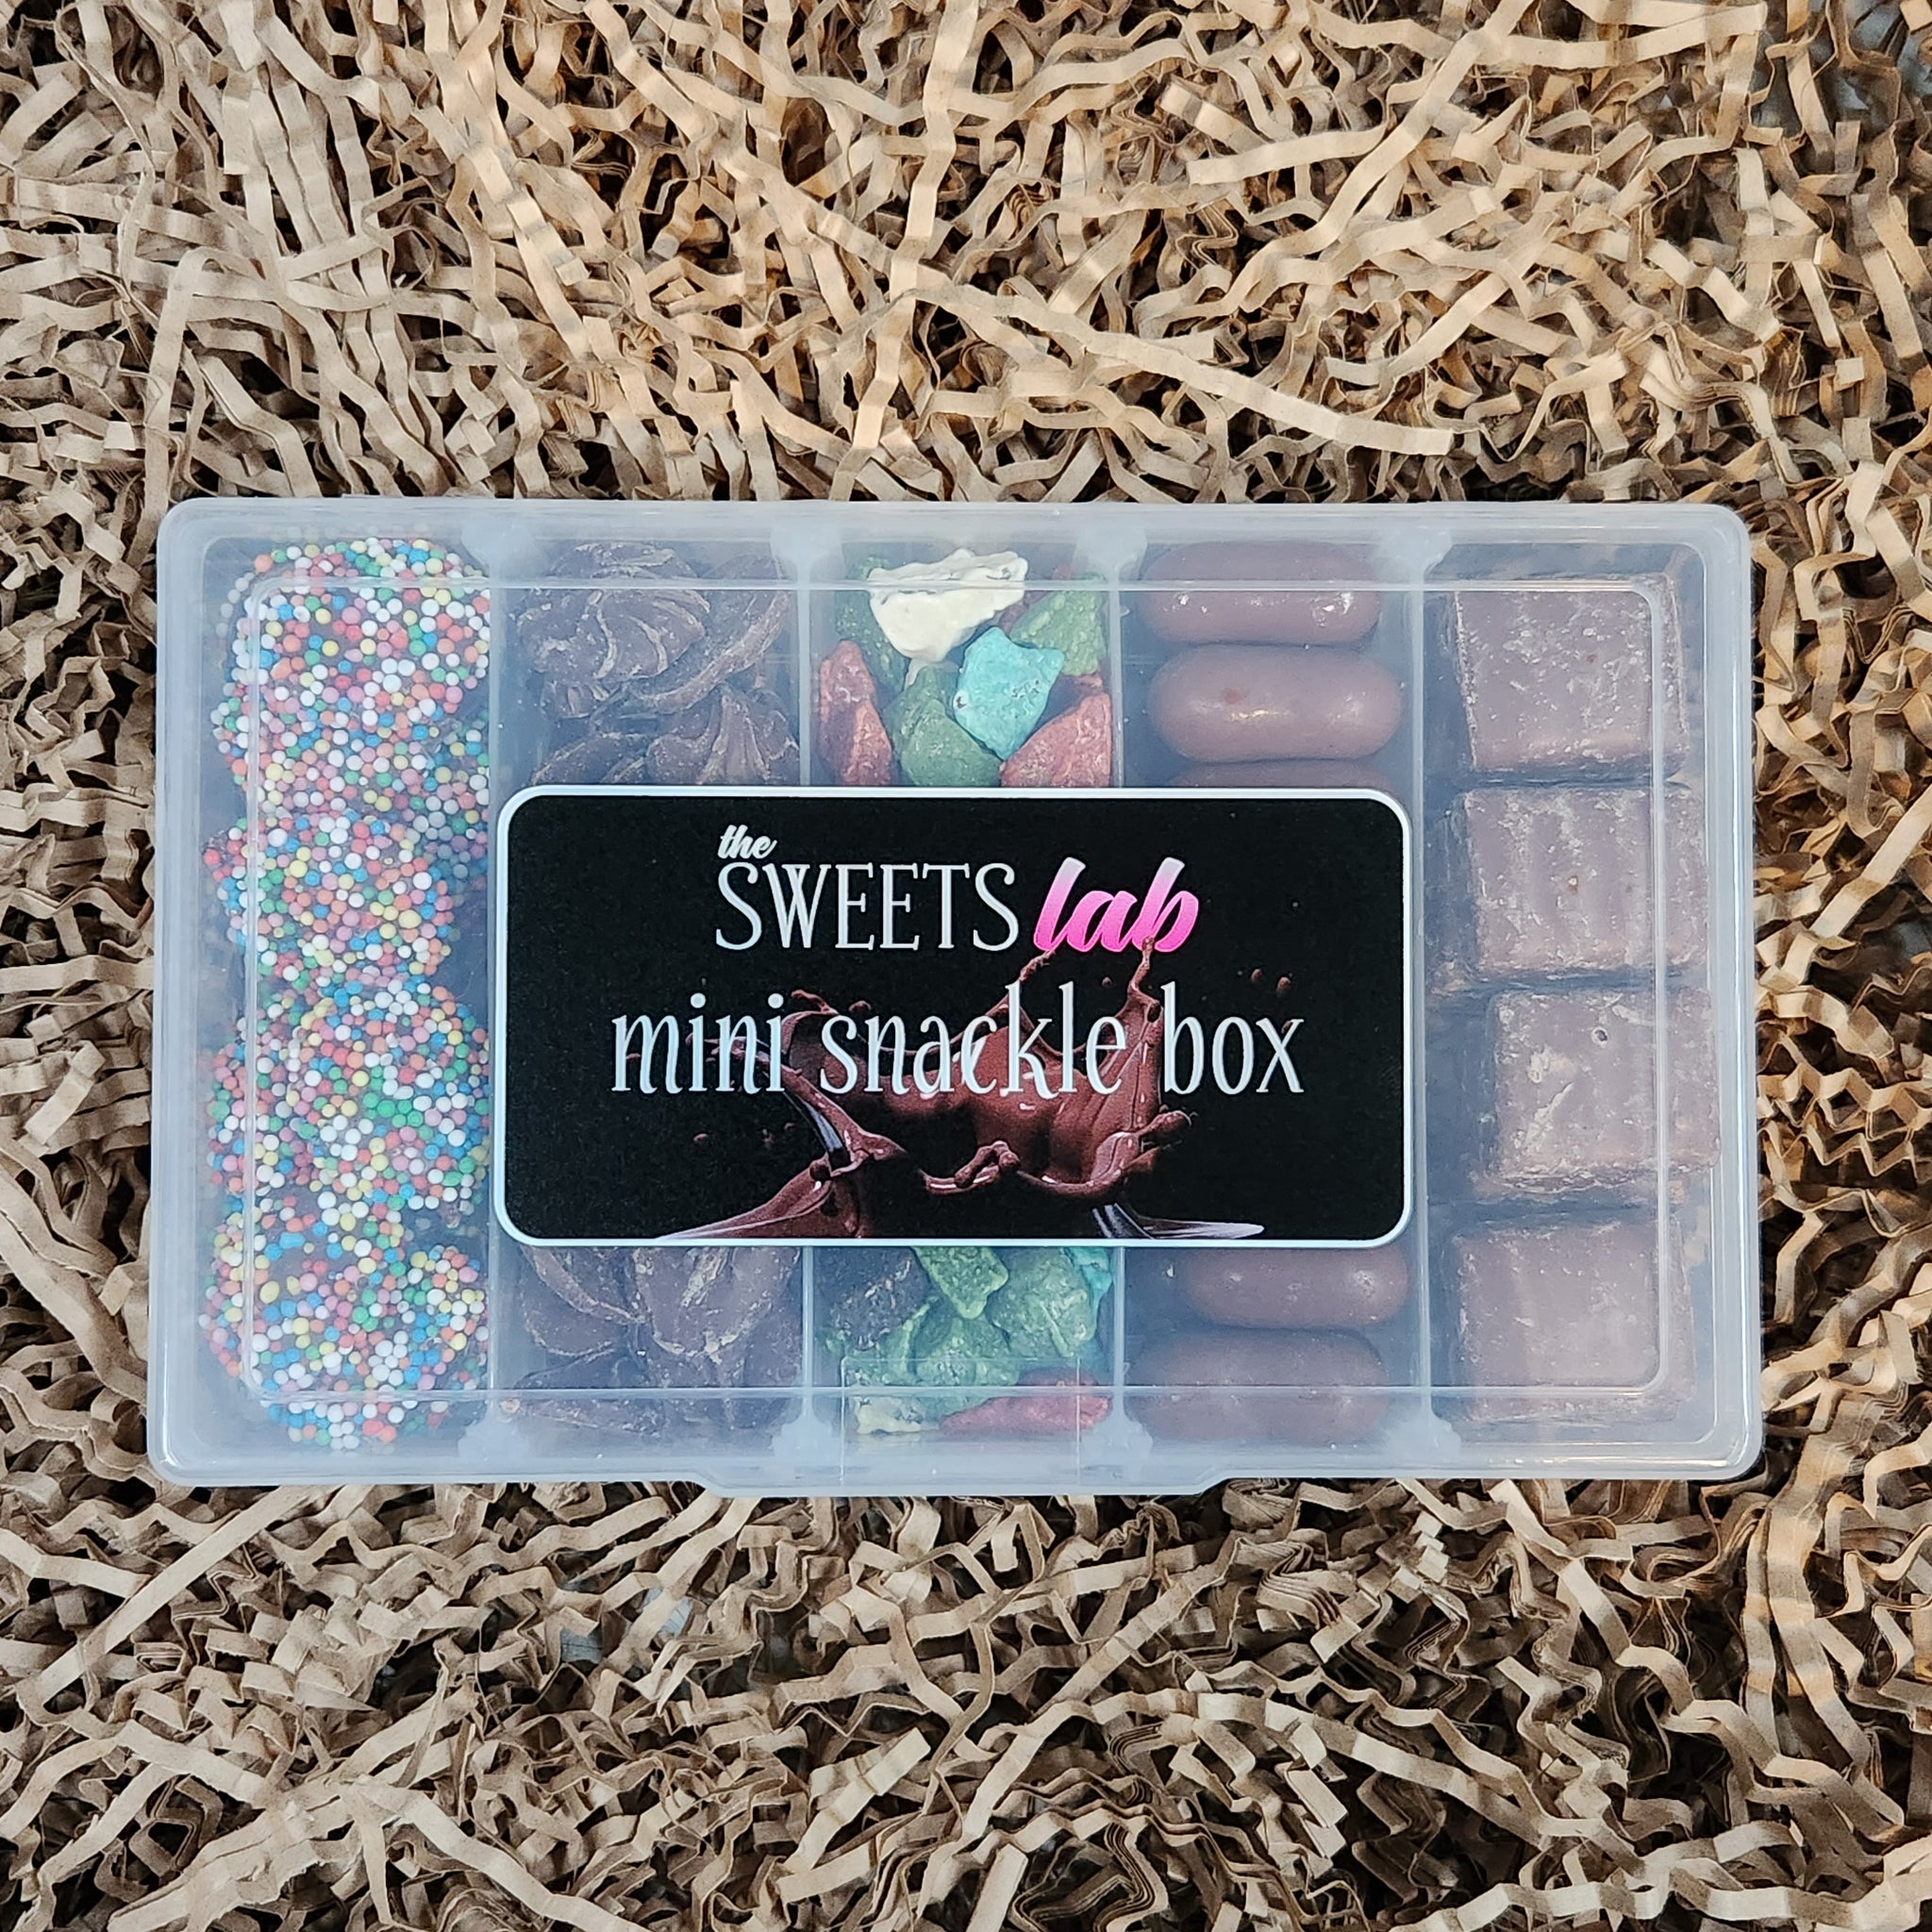 the
SWEETS lab
mini snackle box